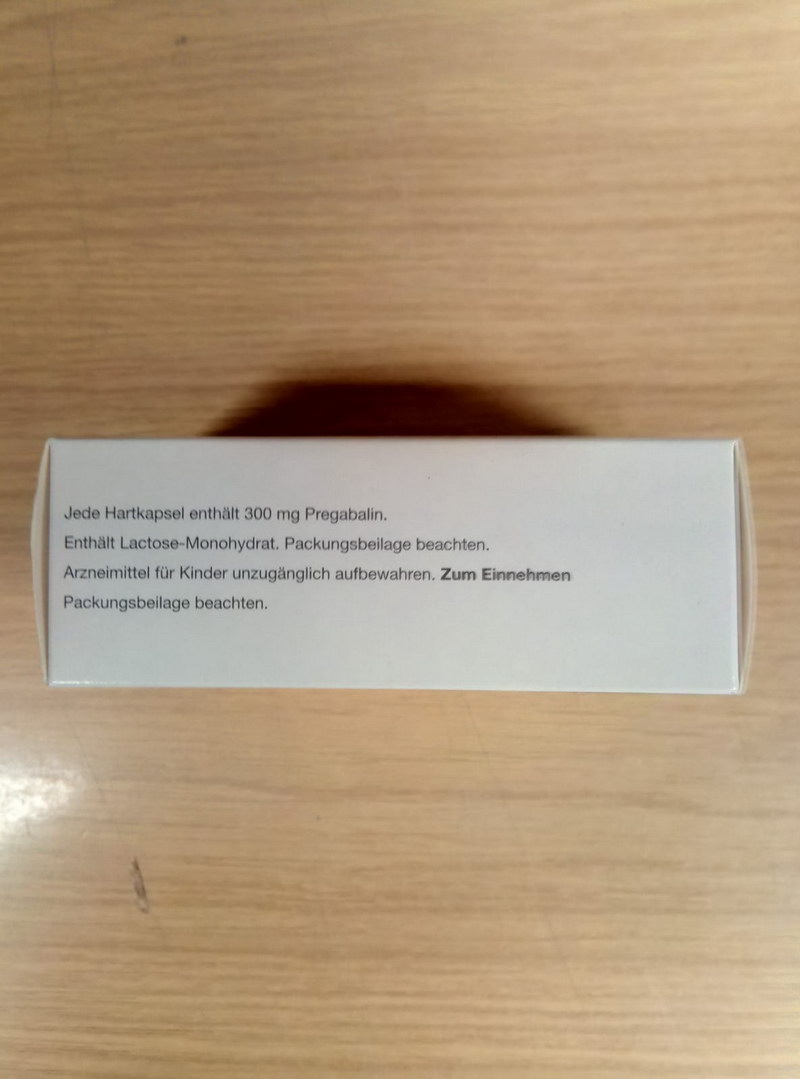 Jede Hartkapsel enthält 300 mg Pregabalin.
Enthält Lactose-Monohydrat. Packungsbeilage beachten.
Arzneimittel für Kinder unzugänglich aufbewahren. Zum Einnehmen
Packungsbeilage beachten.